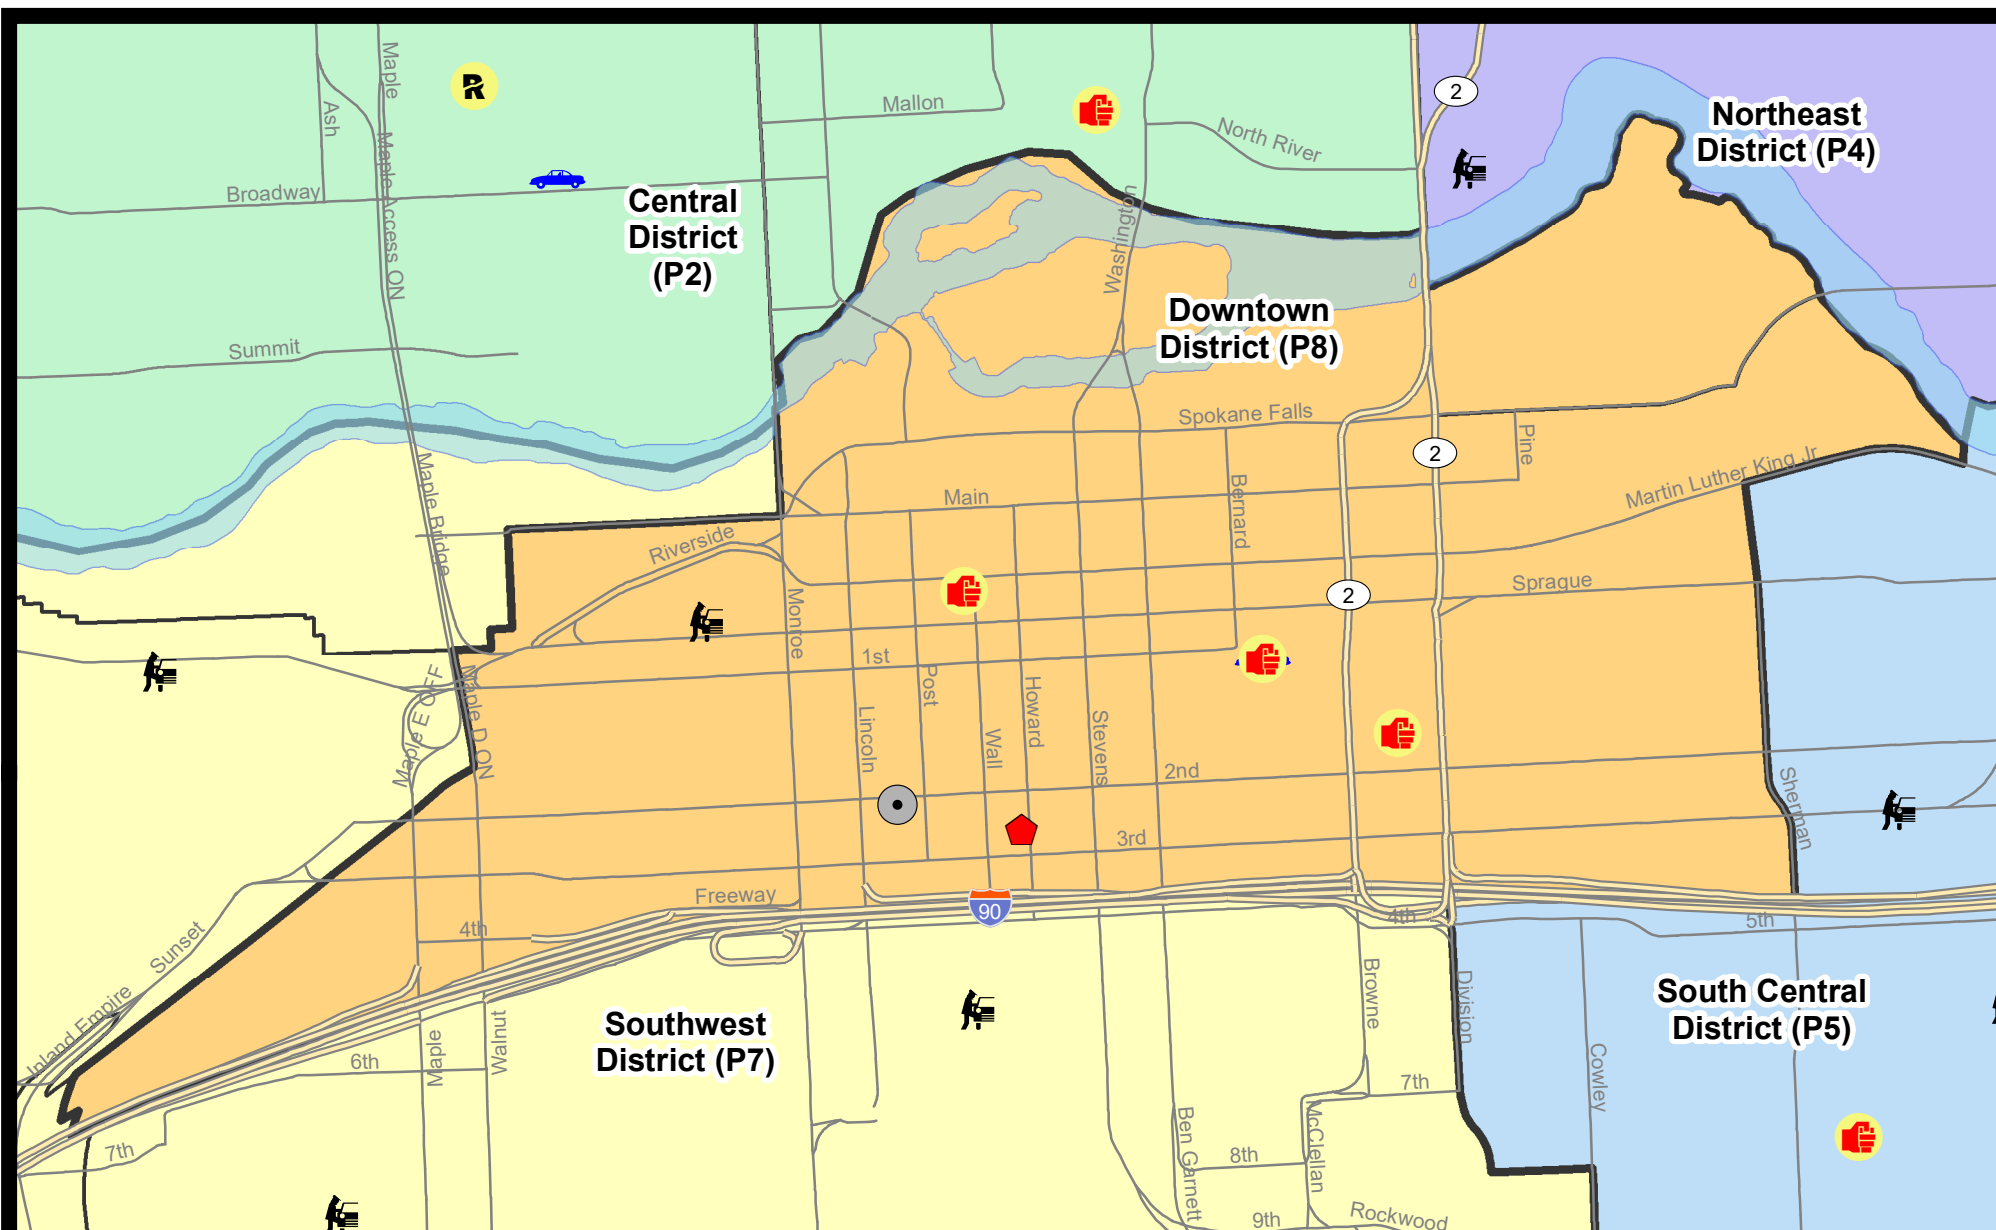 Maple
Ash
R
Mallon
North River
2
Northeast
District (P4)
Maple Access ON
Broadway
Central
District
(P2)
Washington
Downtown
District (P8)
Summit
Spokane Falls
Pine
2
Maple Bridge
Main
Bernard
Martin Luther King Jr
Riverside
Sprague
2
Monroe
1st
Post
Howard
Maple E OFF
Maple D ON
Lincoln
Wall
Stevens
2nd
Sherman
3rd
Freeway
90
4th
4th
5th
Sunset
Inland Empire
Browne
Division
South Central
District (P5)
Southwest
District (P7)
Walnut
Maple
6th
Cowley
7th
7th
Ben Garnett
McClellan
8th
9th
Rockwood